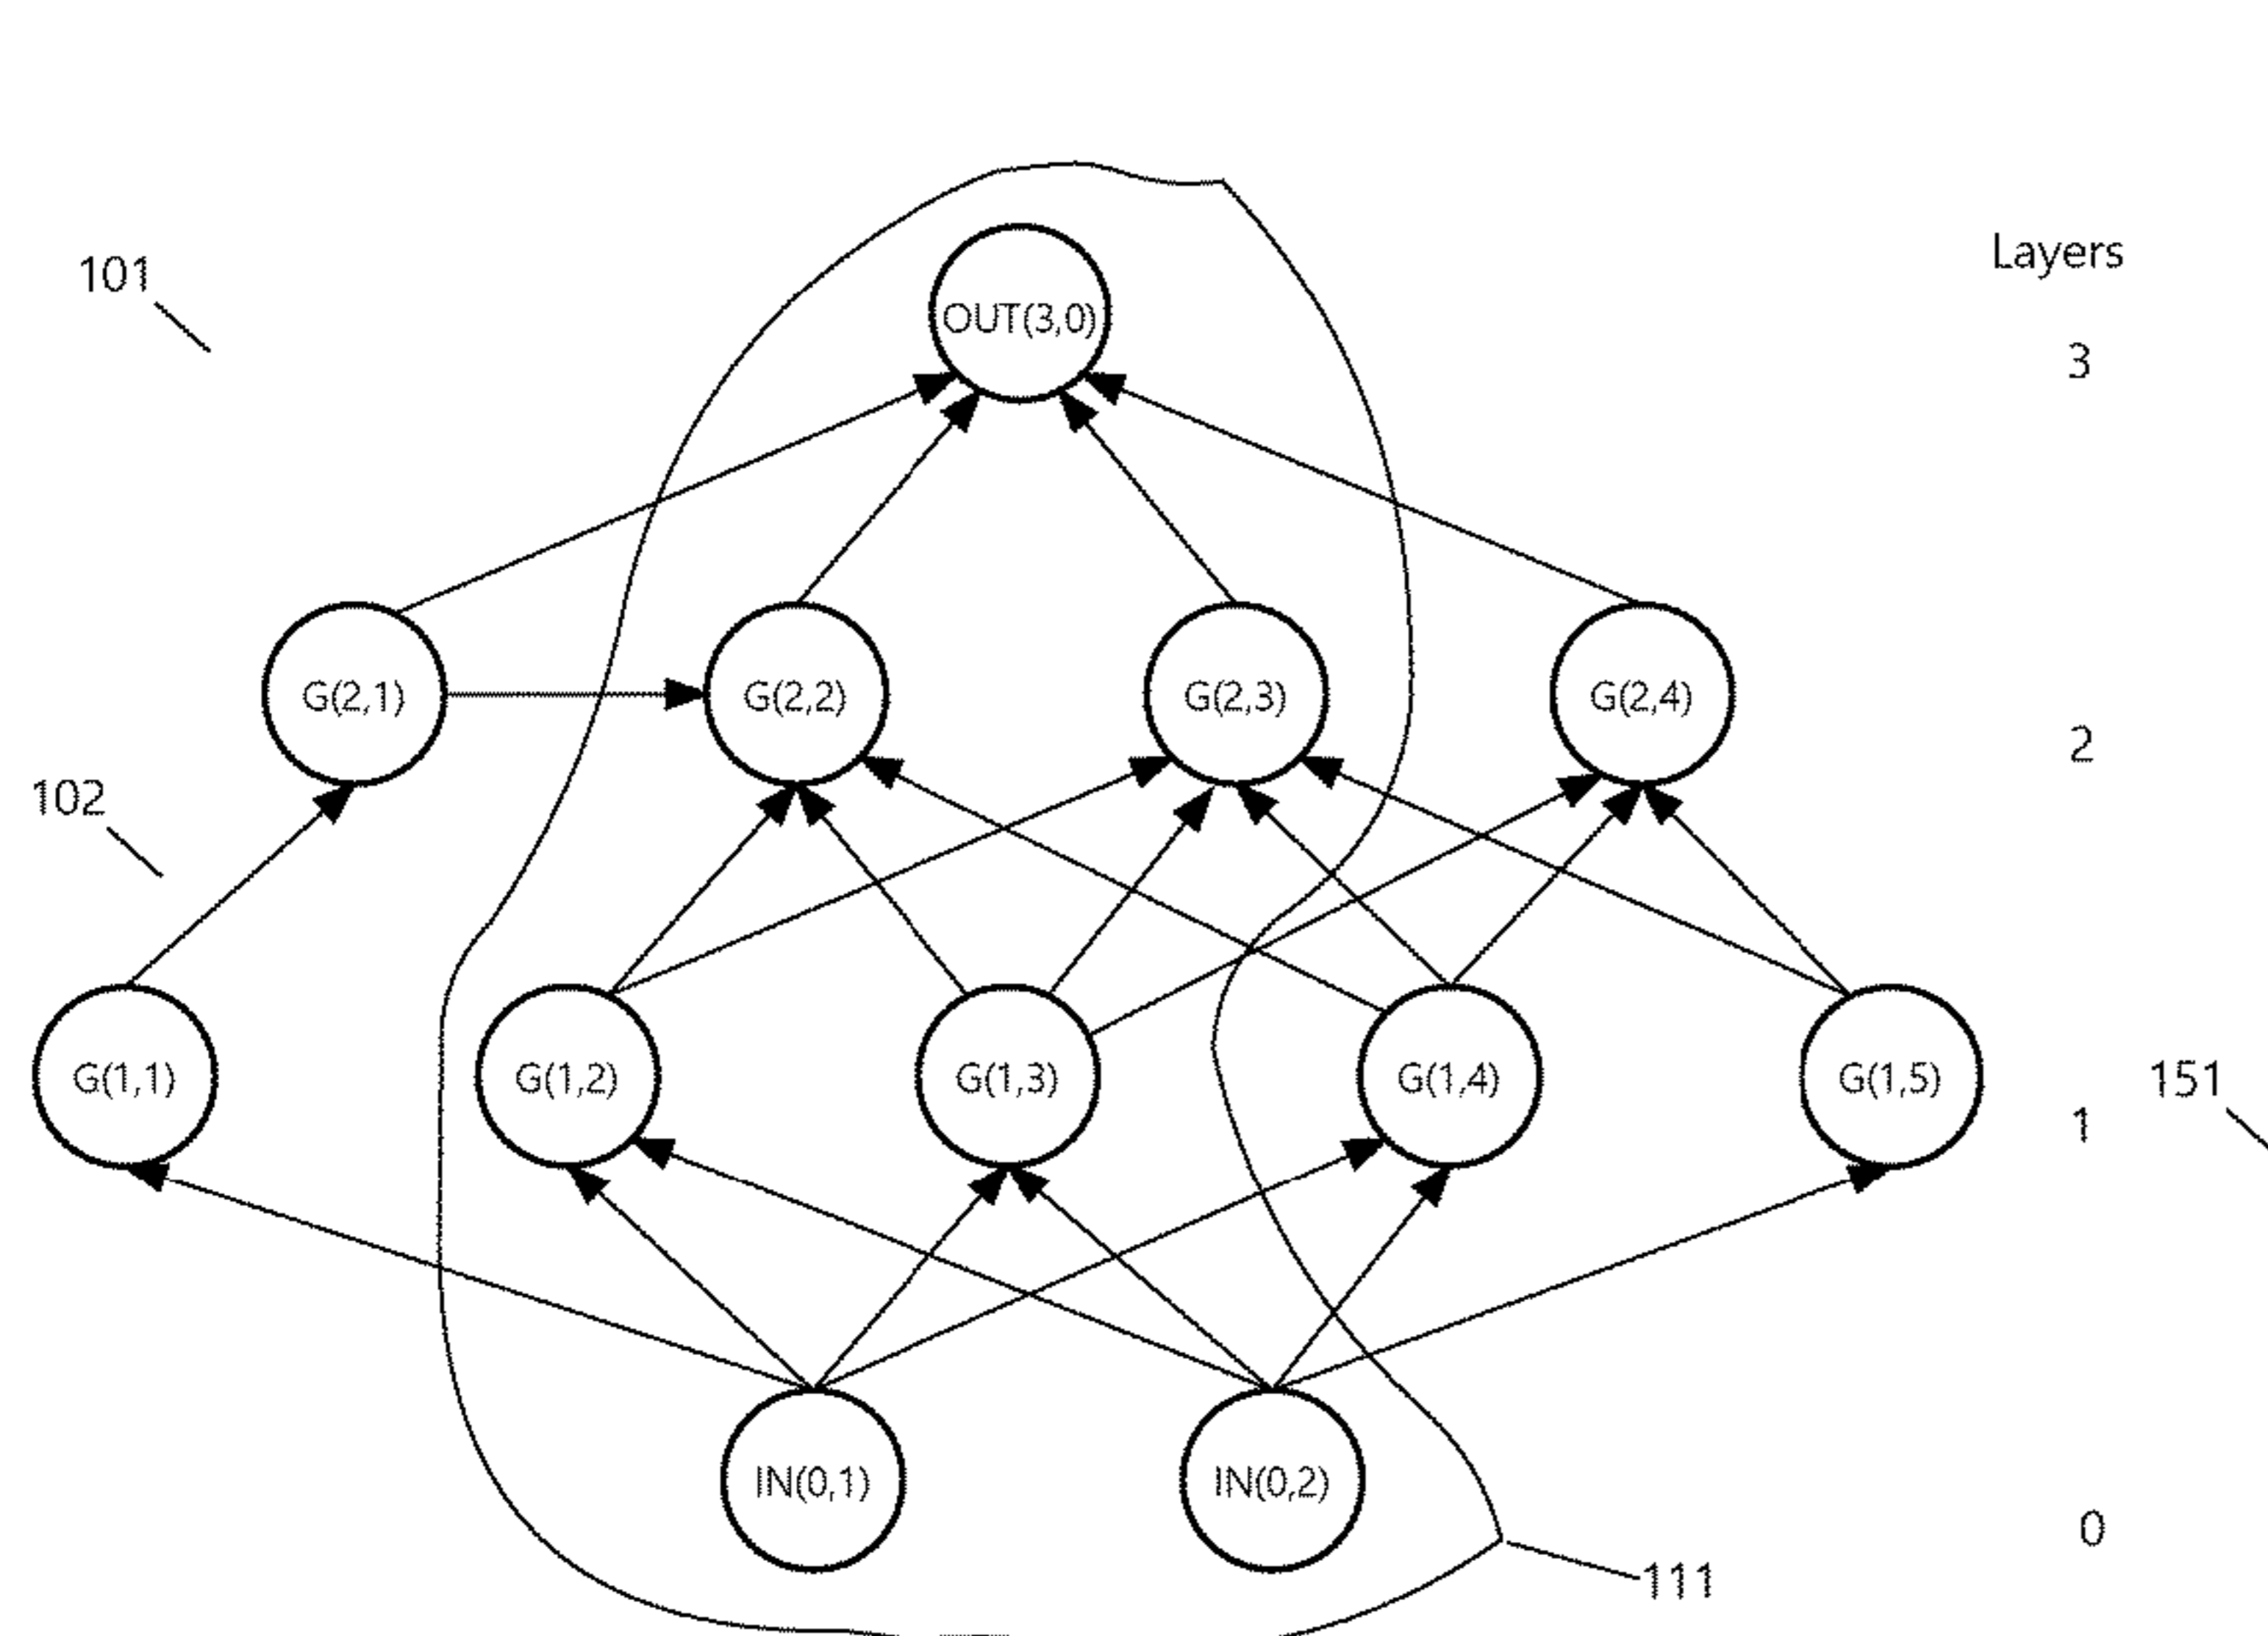 101
Layers
OUT(3,0)
3
G(2,1)
G(2,2)
G(2,3)
G(2,4)
2
102
G(1,1)
G(1,2)
G(1,3)
G(1,4)
G(1,5)
151
1
IN(0,1)
IN(0,2)
0
111